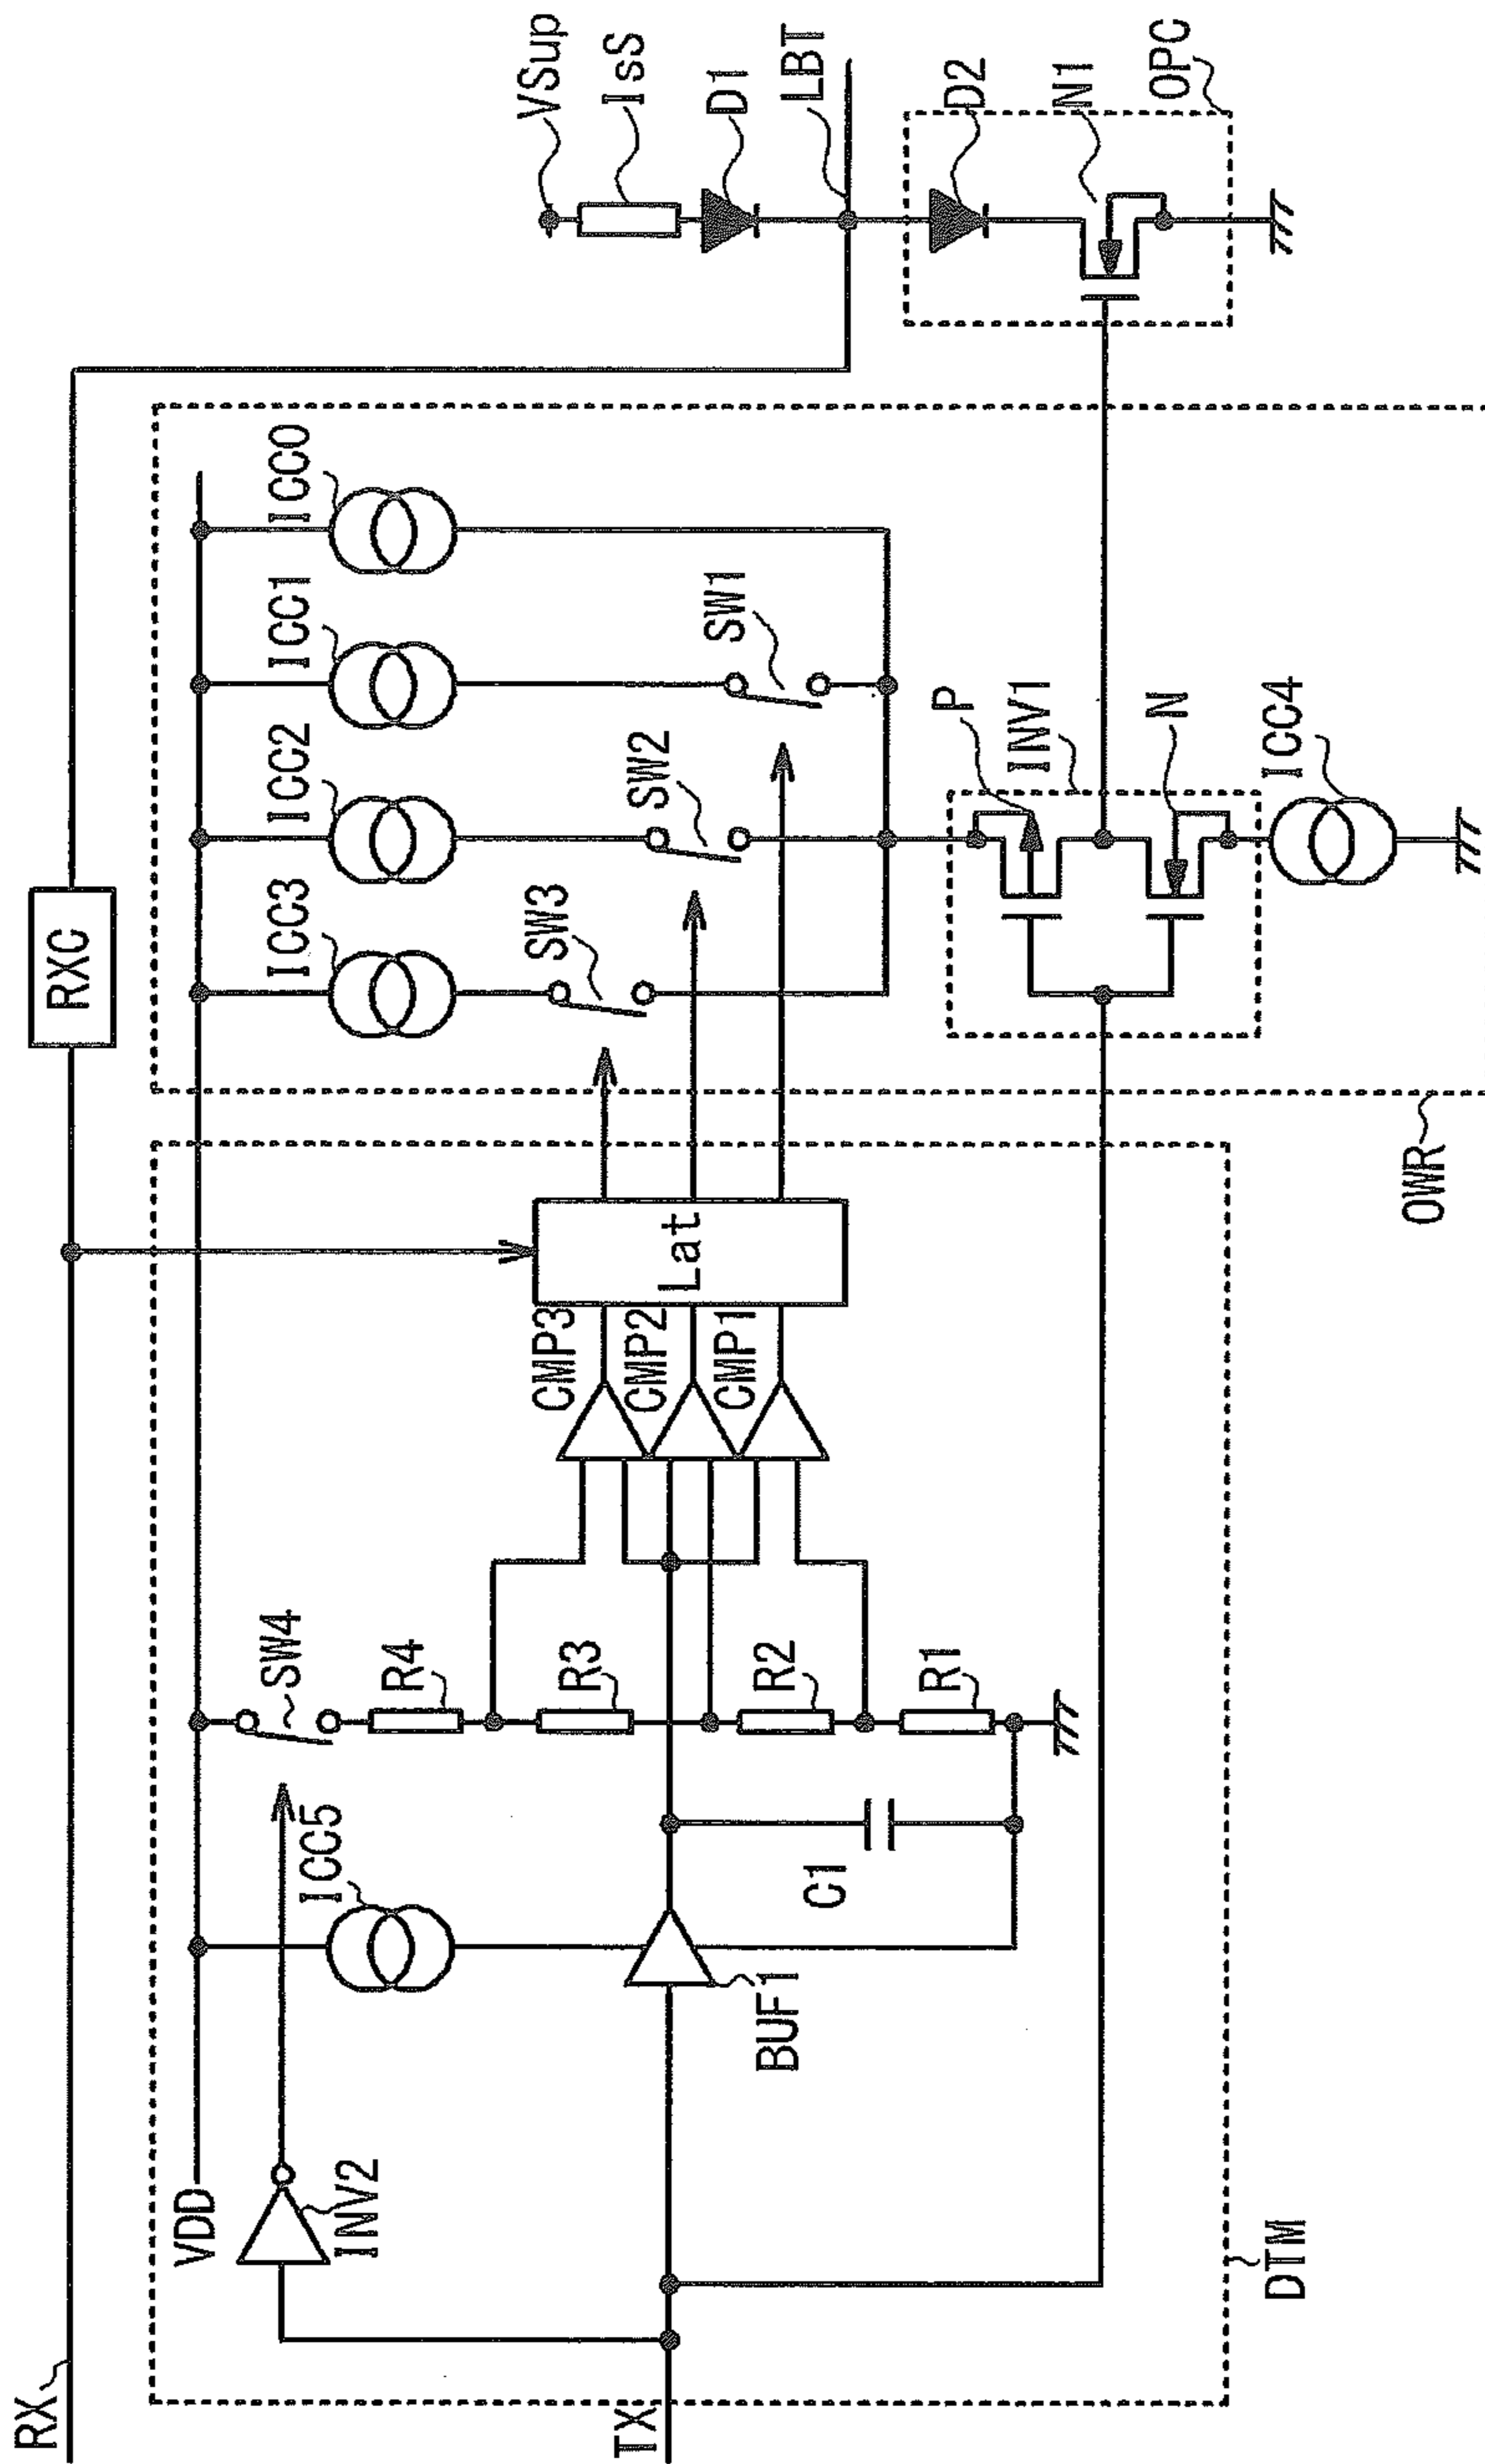 RX
RXC
VSup
IsS
D1
LBT
D2
N1
OPC
VDD
INV2
ICC5
SW4
R4
R3
R2
R1
C1
BUF1
TX
CMP3
CMP2
CMP1
Lat
ICC3
ICC2
ICC1
ICC0
SW3
SW2
SW1
P
INV1
N
ICC4
DTM
OWR